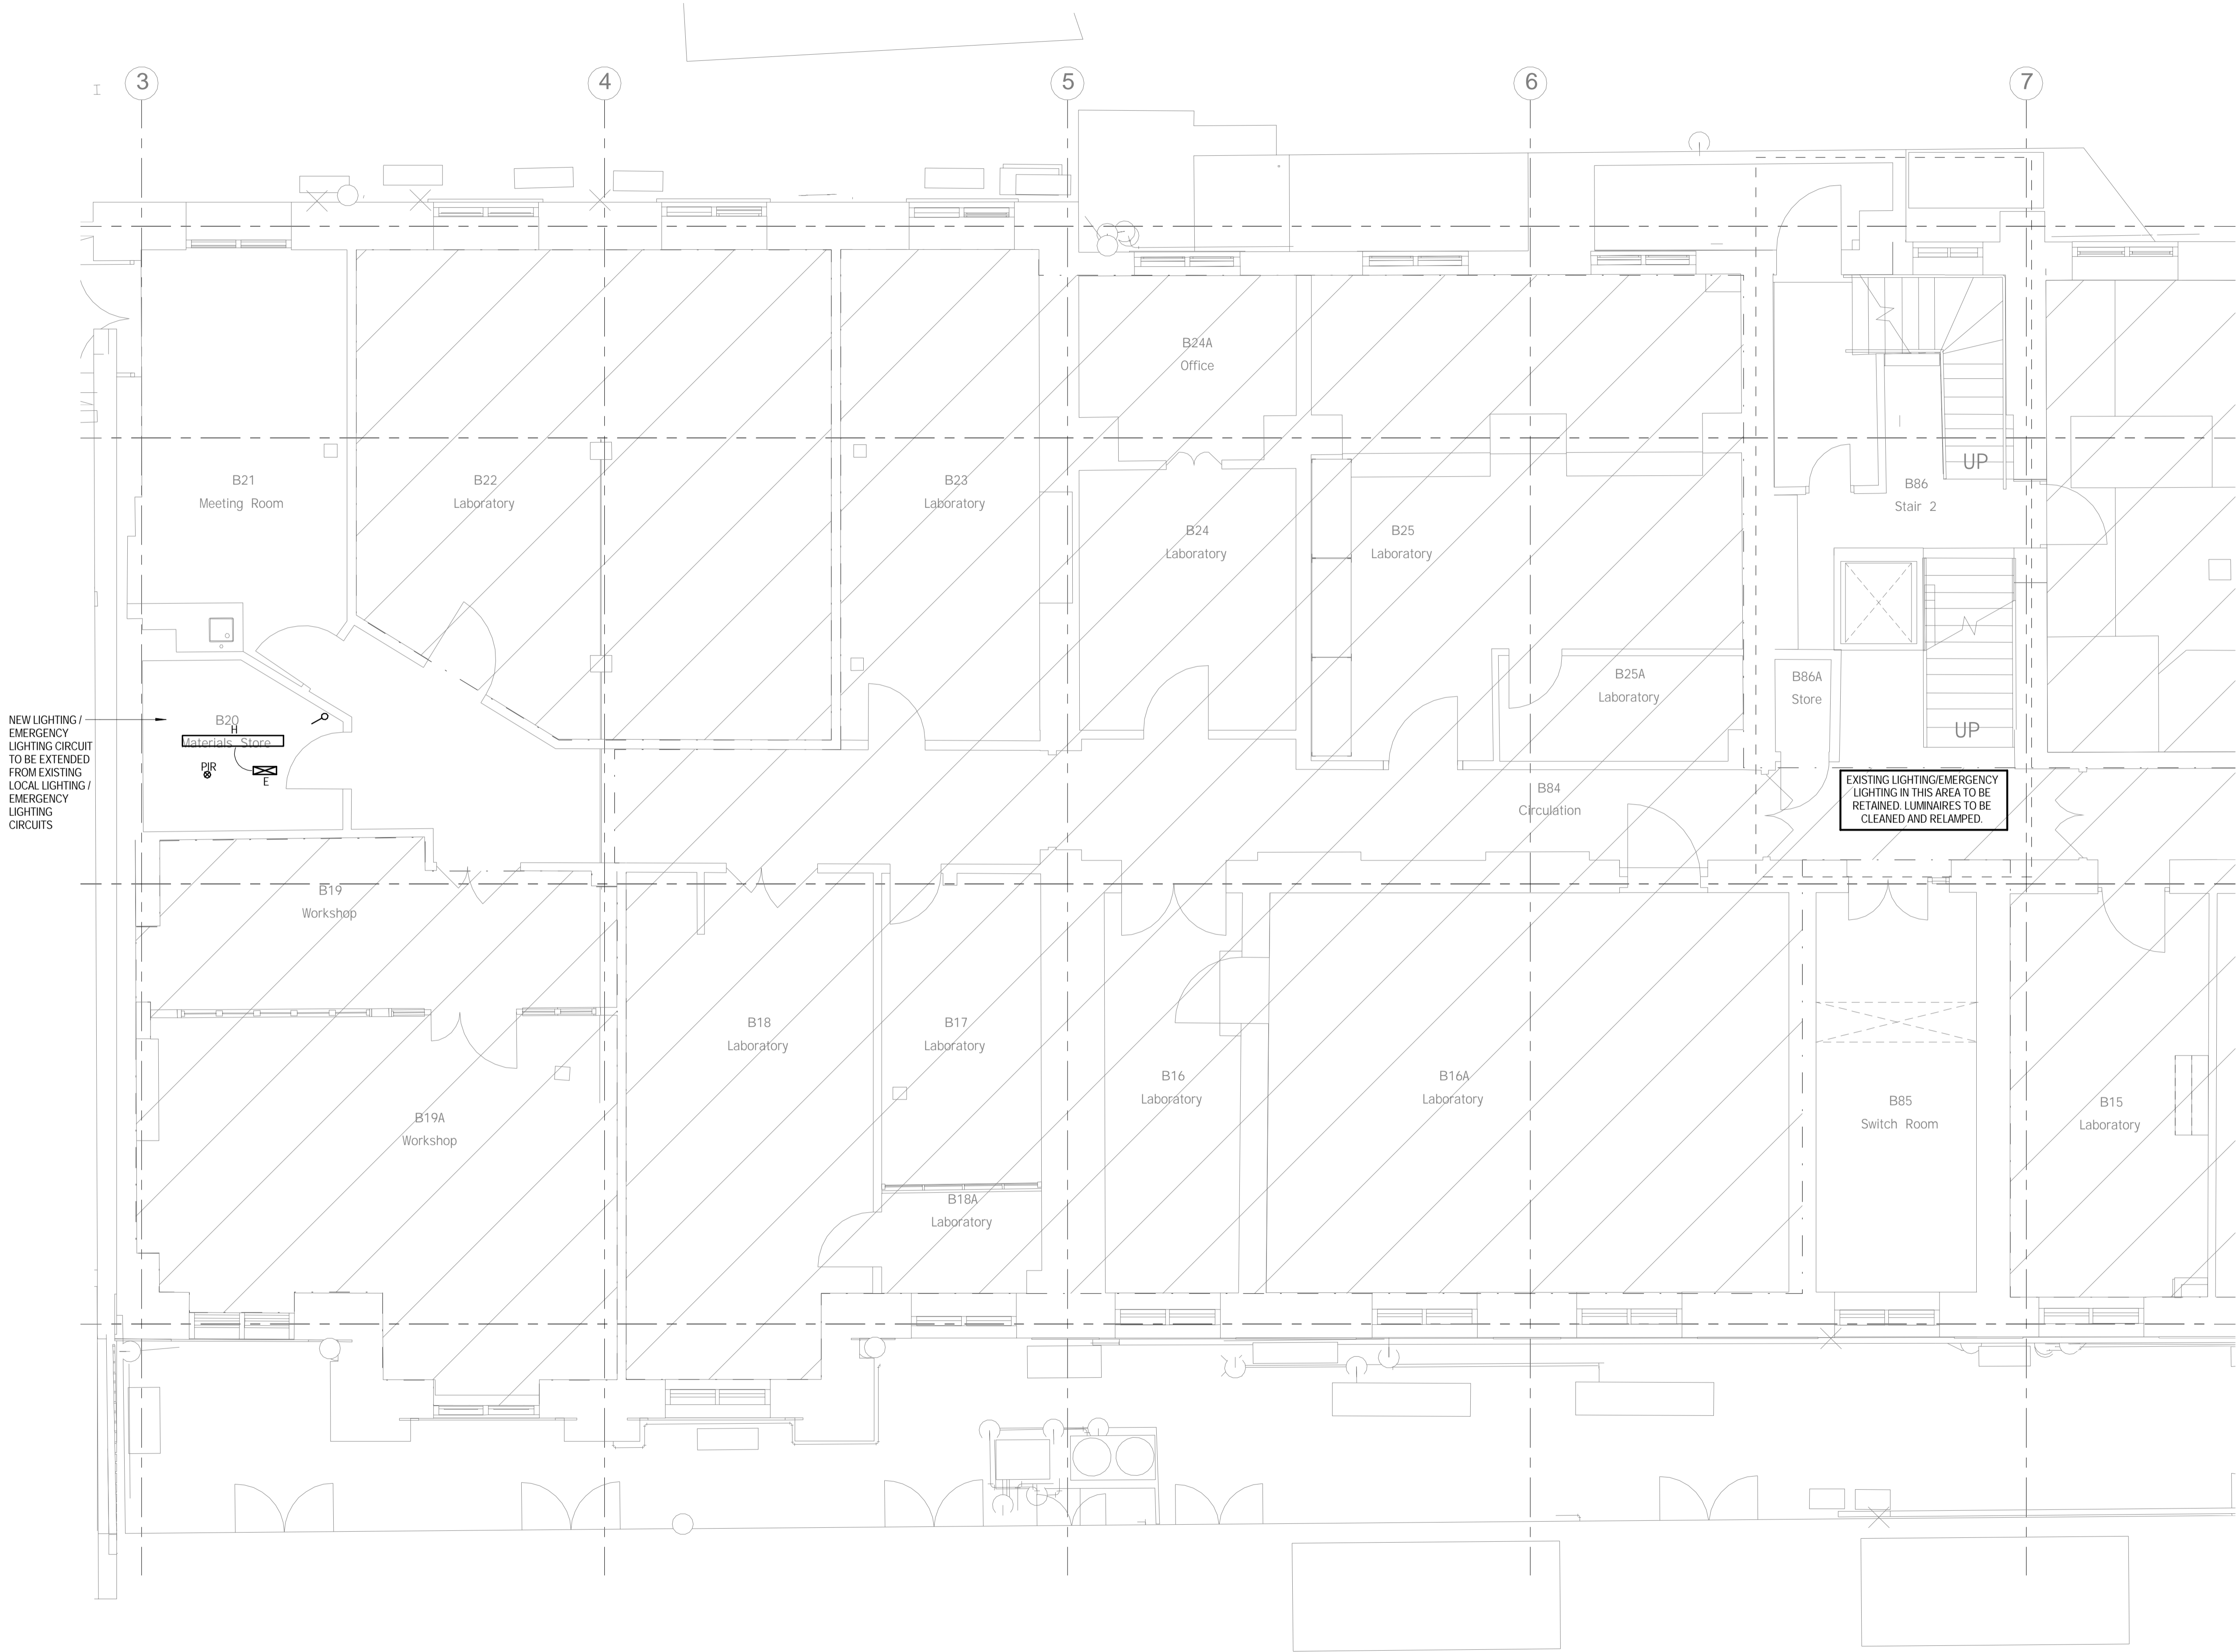 3
4
5
6
7
B24A
Office
B21
Meeting Room
B22
Laboratory
B23
Laboratory
B24
Laboratory
B25
Laboratory
B86
Stair 2
UP
B25A
Laboratory
B86A
Store
UP
NEW LIGHTING /
EMERGENCY
LIGHTING CIRCUIT
TO BE EXTENDED
FROM EXISTING
LOCAL LIGHTING /
EMERGENCY
LIGHTING
CIRCUITS
B20
H
Materials Store
PIR
E
B84
Circulation
EXISTING LIGHTING/EMERGENCY
LIGHTING IN THIS AREA TO BE
RETAINED. LUMINAIRES TO BE
CLEANED AND RELAMPED.
B19
Workshop
B18
Laboratory
B17
Laboratory
B16
Laboratory
B16A
Laboratory
B85
Switch Room
B15
Laboratory
B19A
Workshop
B18A
Laboratory